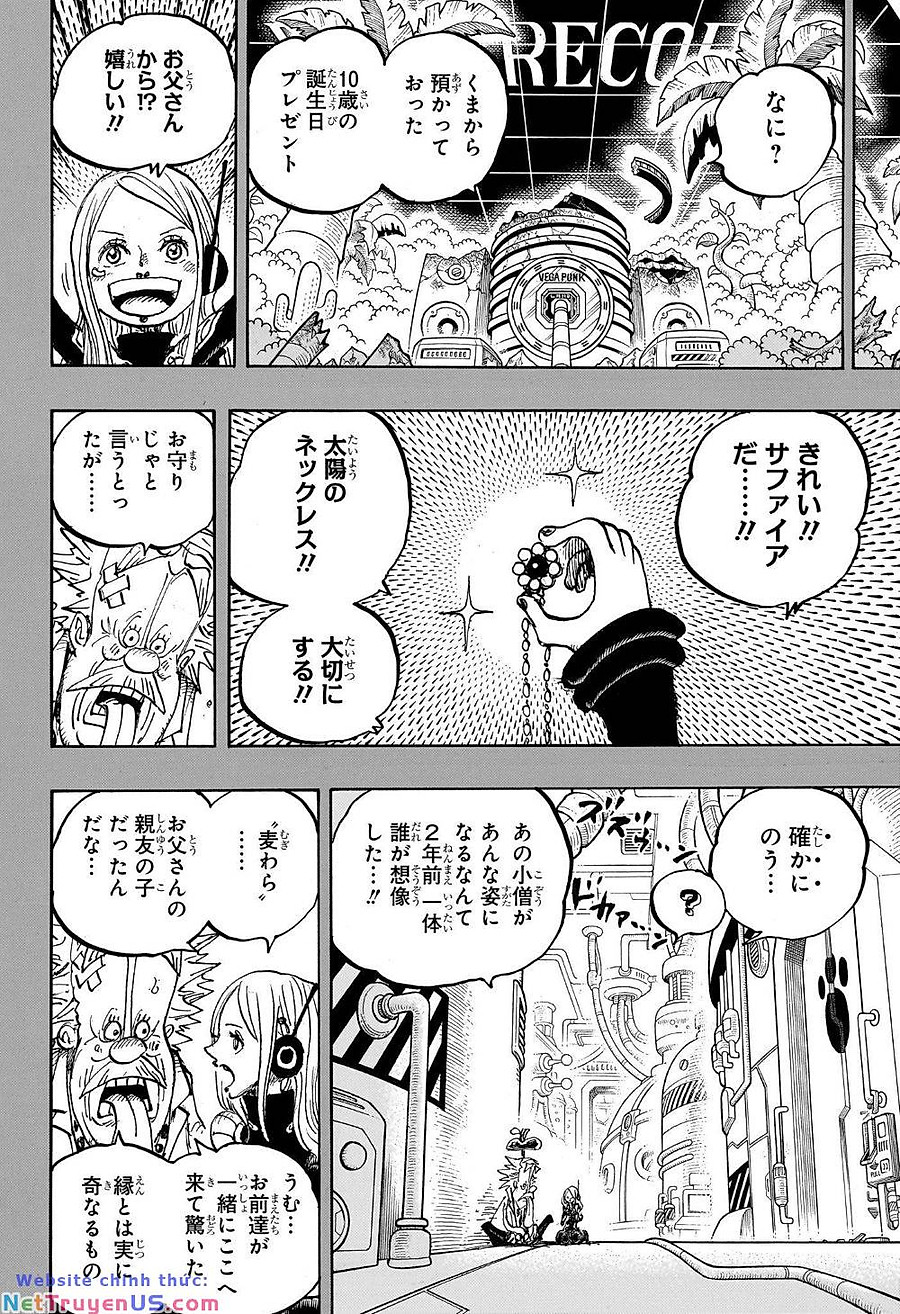 なに?
RECO
くまから
預かって
おった
10歳の
誕生日
プレゼント
VEGA PUNK
お父さん
から!?
嬉しい!!
きれい!!
サファイア
だ……!!
太陽の
ネックレス!!
大切に
する!!
お守り
じゃと
言うとっ
たが……
確かに
のう…
?
ズズ…
ドカァ…ン
あの小僧が
あんな姿に
なるなんて
2年前 一体
誰が想像
した…!!
〝麦わら〟
……
お父さんの
親友の子
だったん
だな…
うむ…
お前達が
一緒にここへ
来て驚いた
縁とは実に
奇なるもの
Website chính thức:
NetTruyenUS.com